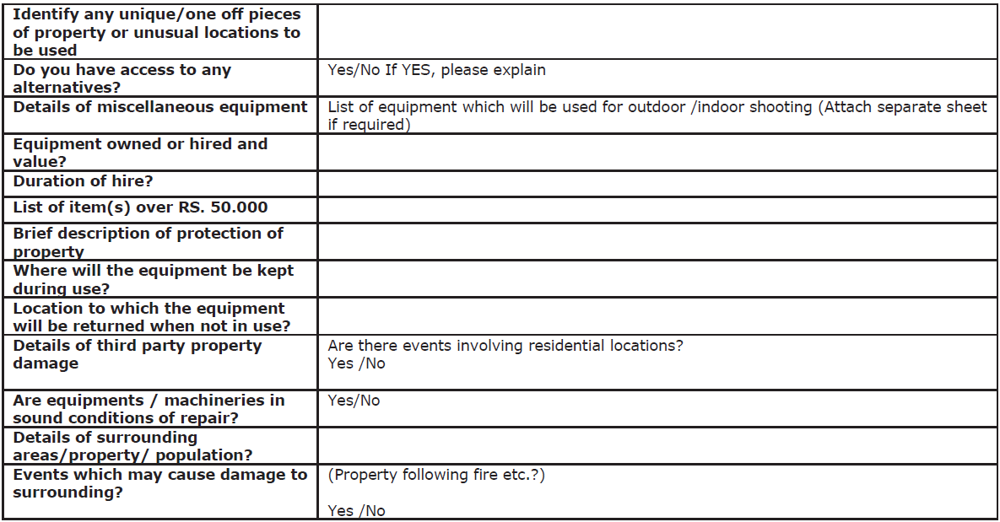 Identify any unique/one off pieces
of property or unusual locations to
be used
Do you have access to any
alternatives?
Yes/No If YES, please explain
Details of miscellaneous equipment
List of equipment which will be used for outdoor /indoor shooting (Attach separate sheet
if required)
Equipment owned or hired and
value?
Duration of hire?
List of item(s) over RS. 50.000
Brief description of protection of
property
Where will the equipment be kept
during use?
Location to which the equipment
will be returned when not in use?
Details of third party property
damage
Are there events involving residential locations?
Yes /No
Are equipments / machineries in
sound conditions of repair?
Yes/No
Details of surrounding
areas/property/ population?
Events which may cause damage to
surrounding?
(Property following fire etc.?)
Yes /No